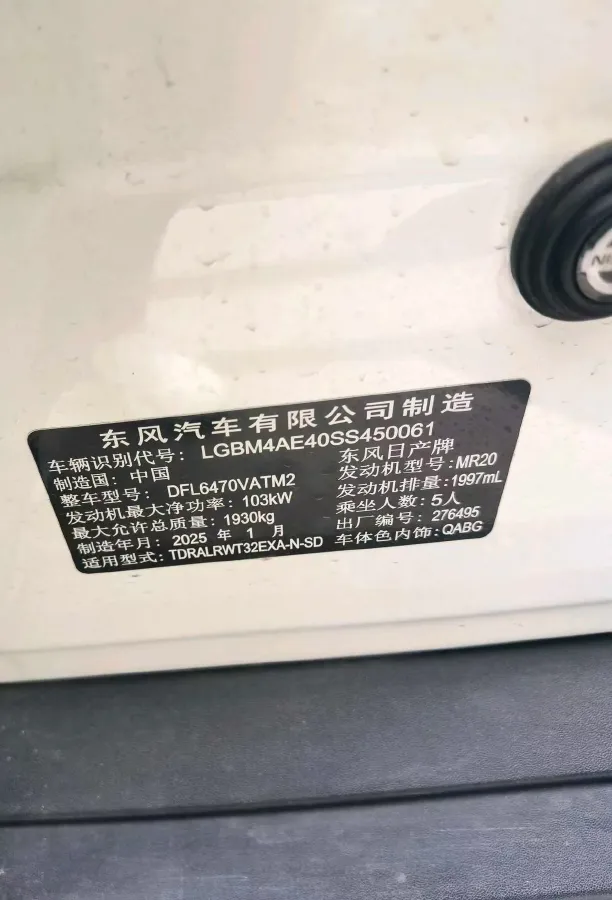 东风汽车有限公司制造
车辆识别代号: LGBM4AE40SS450061
制造国: 中国 东风日产牌
整车型号: DFL6470VATM2 发动机型号: MR20
发动机最大净功率: 103kW 发动机排量: 1997mL
最大允许总质量: 1930kg 乘坐人数: 5人
制造年月: 2025 年 1 月 出厂编号: 276495
适用型式: TDRALRWT32EXA-N-SD 车体色内饰: QABG